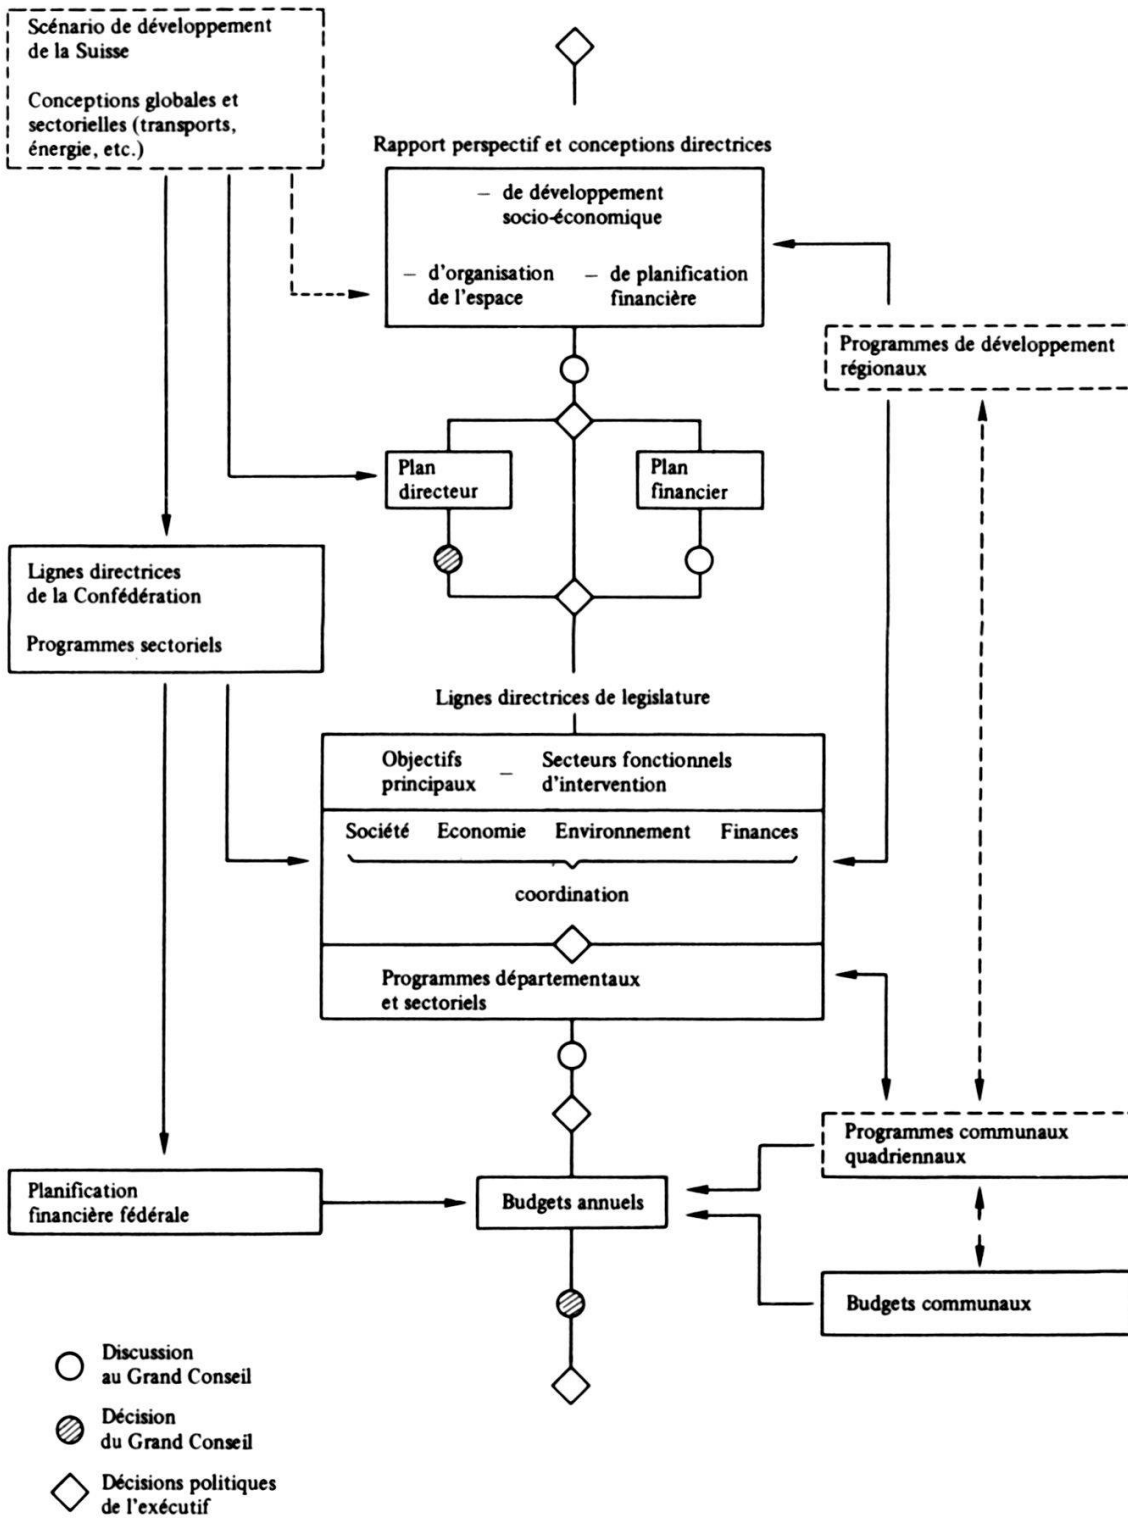 Scénario de développement
de la Suisse
Conceptions globales et
sectorielles (transports,
énergie, etc.)
Rapport perspectif et conceptions directrices
– de développement
socio-économique
– d'organisation
de l'espace
– de planification
financière
Programmes de développement
régionaux
Plan
directeur
Plan
financier
Lignes directrices
de la Confédération
Programmes sectoriels
Lignes directrices de legislature
Objectifs
principaux
–
Secteurs fonctionnels
d'intervention
Société Economie Environnement Finances
coordination
Programmes départementaux
et sectoriels
Programmes communaux
quadriennaux
Planification
financière fédérale
Budgets annuels
Budgets communaux
Discussion
au Grand Conseil
Décision
du Grand Conseil
Décisions politiques
de l'exécutif